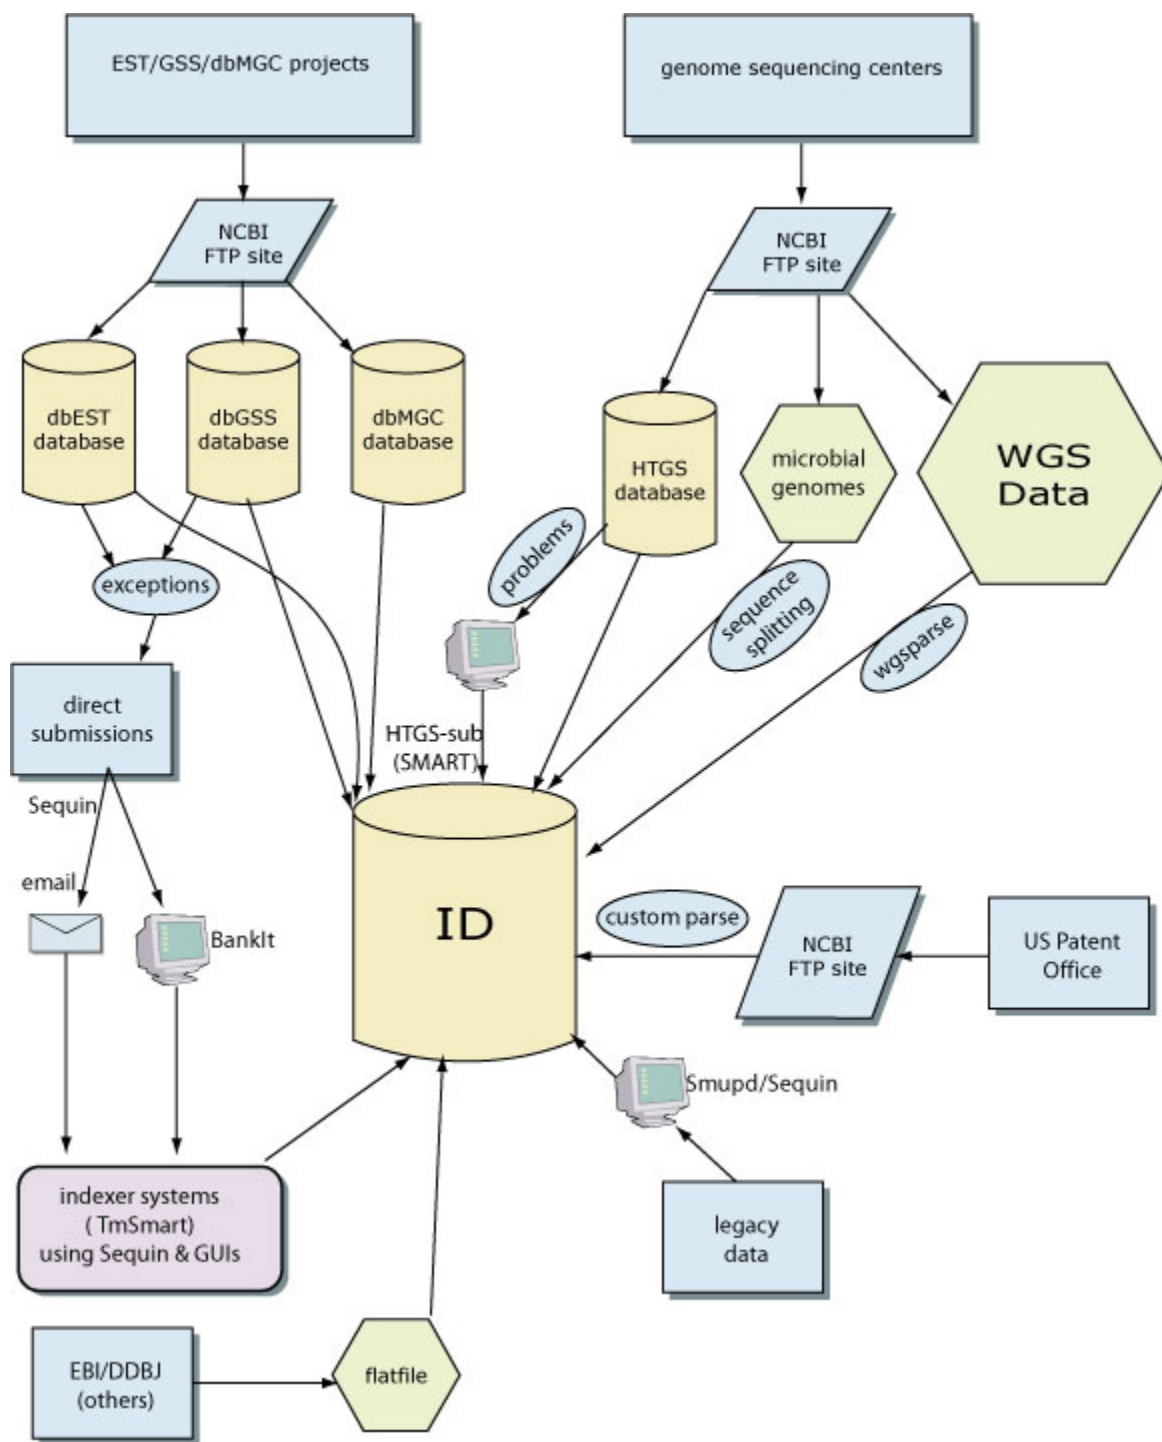 EST/GSS/dbMGC projects
genome sequencing centers
NCBI
FTP site
NCBI
FTP site
dbEST
database
dbGSS
database
dbMGC
database
HTGS
database
microbial
genomes
WGS
Data
exceptions
problems
sequence
splitting
wgsparse
direct
submissions
HTGS-sub
(SMART)
Sequin
email
BankIt
ID
custom parse
NCBI
FTP site
US Patent
Office
Smupd/Sequin
indexer systems
( TmSmart)
using Sequin & GUIs
legacy
data
EBI/DDBJ
(others)
flatfile